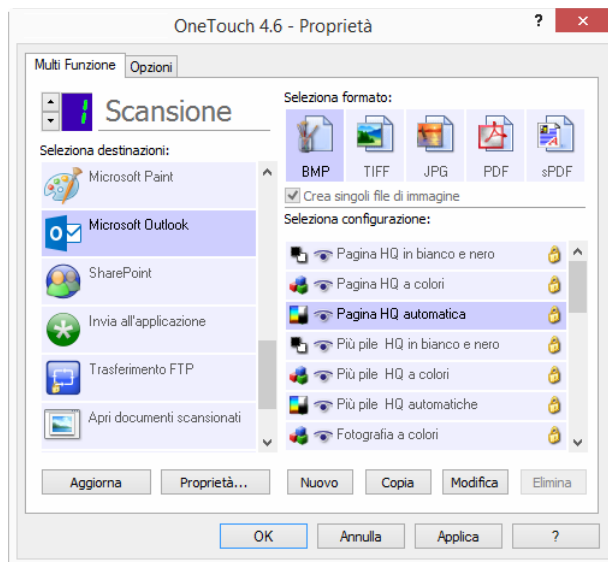 OneTouch 4.6 - Proprietà
?
×
Multi Funzione
Opzioni
1
Scansione
Seleziona destinazioni:
Microsoft Paint
Microsoft Outlook
SharePoint
Invia all'applicazione
Trasferimento FTP
Apri documenti scansionati
Seleziona formato:
BMP
TIFF
JPG
PDF
sPDF
Crea singoli file di immagine
Seleziona configurazione:
Pagina HQ in bianco e nero
Pagina HQ a colori
Pagina HQ automatica
Più pile HQ in bianco e nero
Più pile HQ a colori
Più pile HQ automatiche
Fotografia a colori
Aggiorna
Proprietà...
Nuovo
Copia
Modifica
Elimina
OK
Annulla
Applica
?